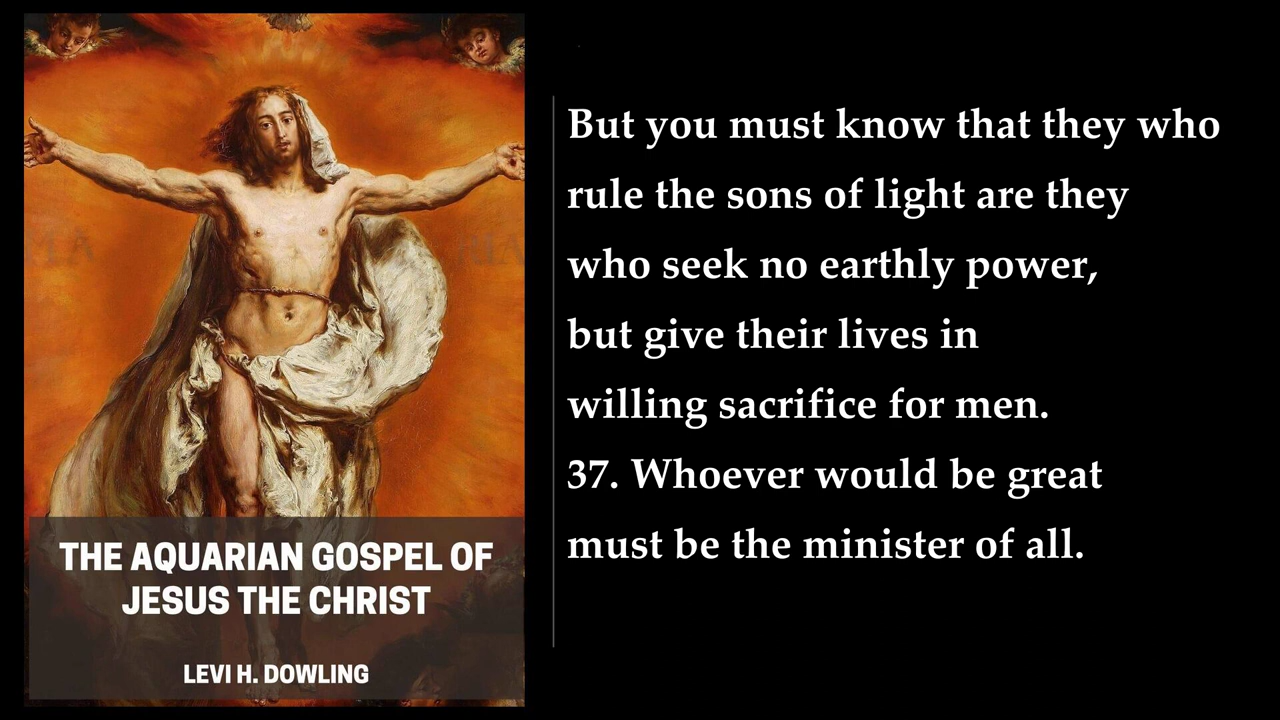 THE AQUARIAN GOSPEL OF
JESUS THE CHRIST
LEVI H. DOWLING
But you must know that they who
rule the sons of light are they
who seek no earthly power,
but give their lives in
willing sacrifice for men.
37. Whoever would be great
must be the minister of all.